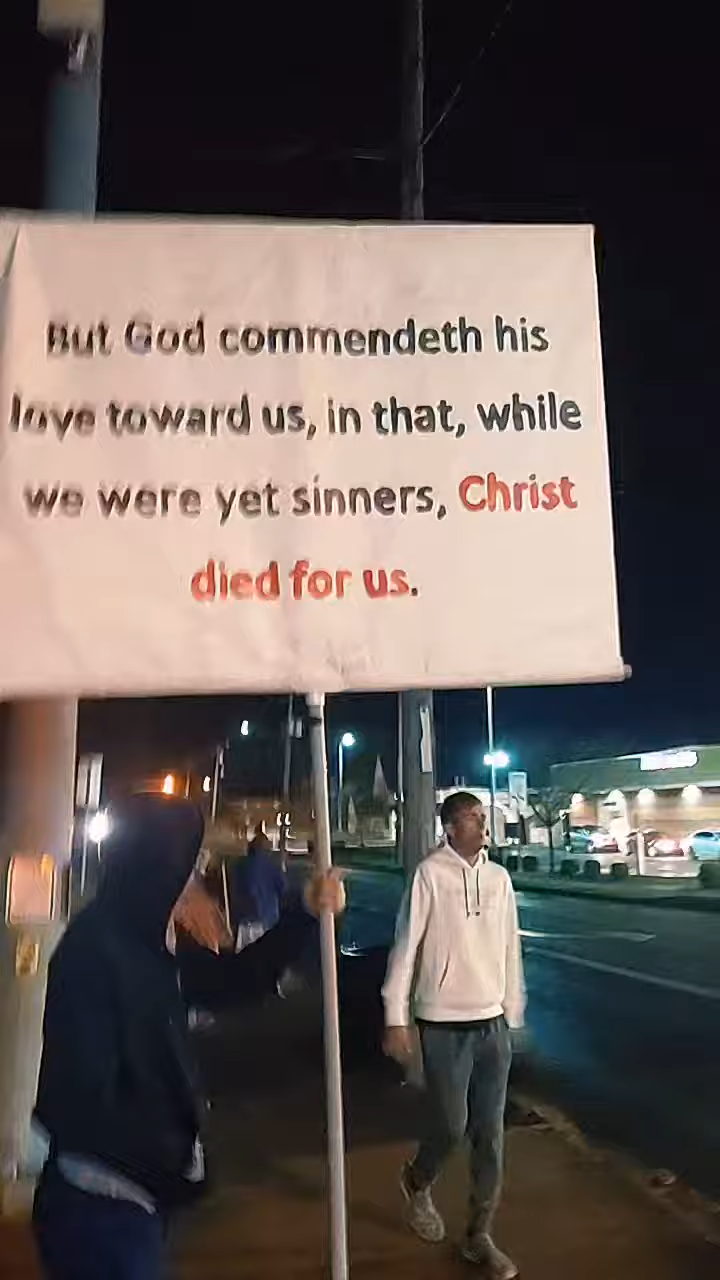 But God commendeth his
love toward us, in that, while
we were yet sinners, Christ
died for us.